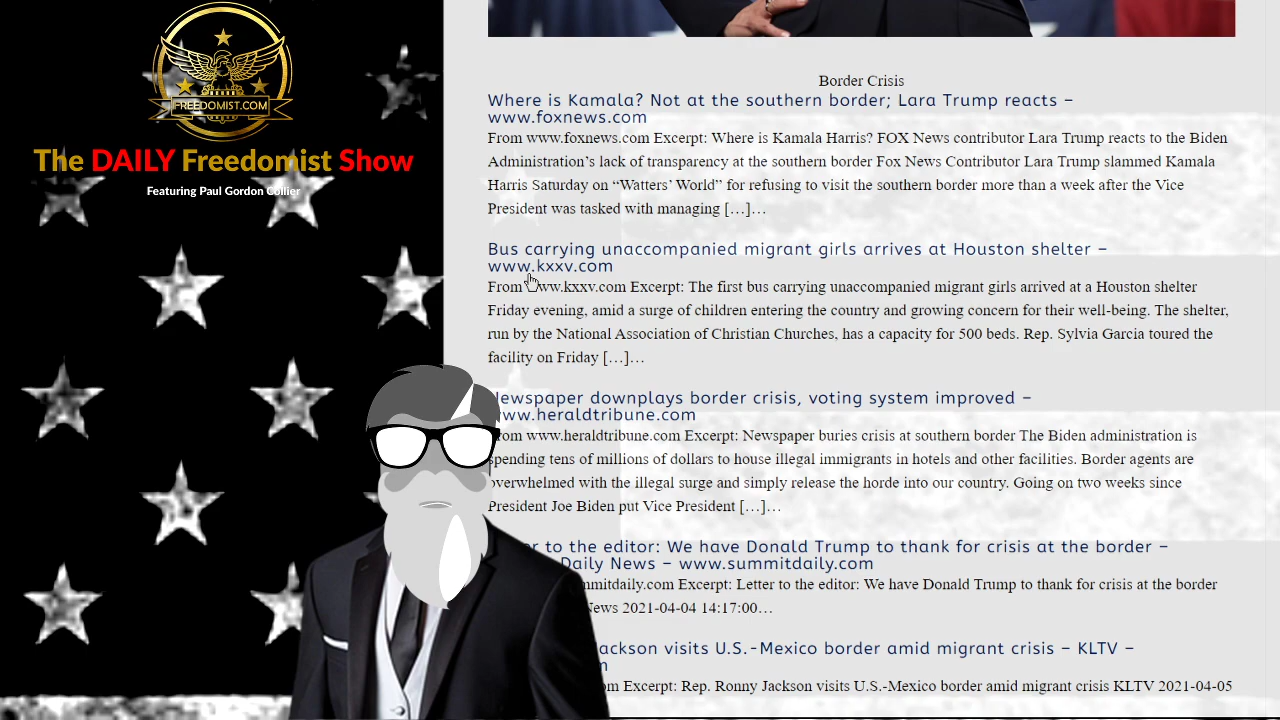 FREEDOMIST.COM
The DAILY Freedomist Show
Featuring Paul Gordon Collier
Border Crisis
Where is Kamala? Not at the southern border; Lara Trump reacts –
www.foxnews.com
From www.foxnews.com Excerpt: Where is Kamala Harris? FOX News contributor Lara Trump reacts to the Biden
Administration’s lack of transparency at the southern border Fox News Contributor Lara Trump slammed Kamala
Harris Saturday on “Watters’ World” for refusing to visit the southern border more than a week after the Vice
President was tasked with managing […]…
Bus carrying unaccompanied migrant girls arrives at Houston shelter –
www.kxxv.com
From www.kxxv.com Excerpt: The first bus carrying unaccompanied migrant girls arrived at a Houston shelter
Friday evening, amid a surge of children entering the country and growing concern for their well-being. The shelter,
run by the National Association of Christian Churches, has a capacity for 500 beds. Rep. Sylvia Garcia toured the
facility on Friday […]…
Newspaper downplays border crisis, voting system improved –
www.heraldtribune.com
From www.heraldtribune.com Excerpt: Newspaper buries crisis at southern border The Biden administration is
spending tens of millions of dollars to house illegal immigrants in hotels and other facilities. Border agents are
overwhelmed with the illegal surge and simply release the horde into our country. Going on two weeks since
President Joe Biden put Vice President […]…
to the editor: We have Donald Trump to thank for crisis at the border –
Daily News – www.summitdaily.com
Excerpt: Letter to the editor: We have Donald Trump to thank for crisis at the border
News 2021-04-04 14:17:00…
Jackson visits U.S.-Mexico border amid migrant crisis – KLTV –
Excerpt: Rep. Ronny Jackson visits U.S.-Mexico border amid migrant crisis KLTV 2021-04-05